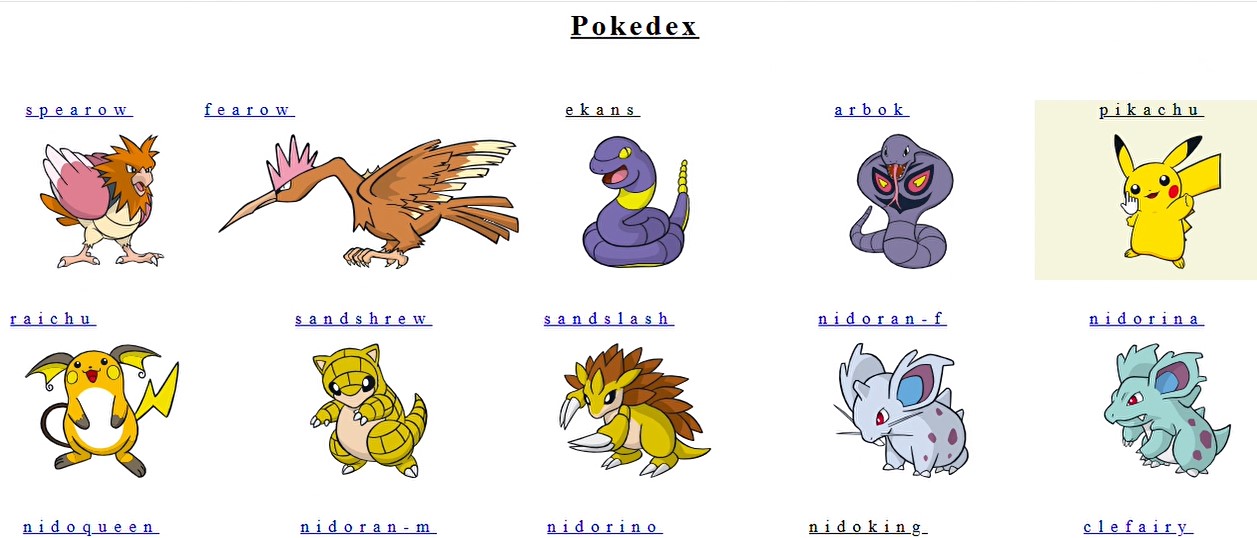 Pokedex
spearow fearow ekans arbok pikachu
raichu sandshrew sandslash nidoran-f nidorina
nidoqueen nidoran-m nidorino nidoking clefairy